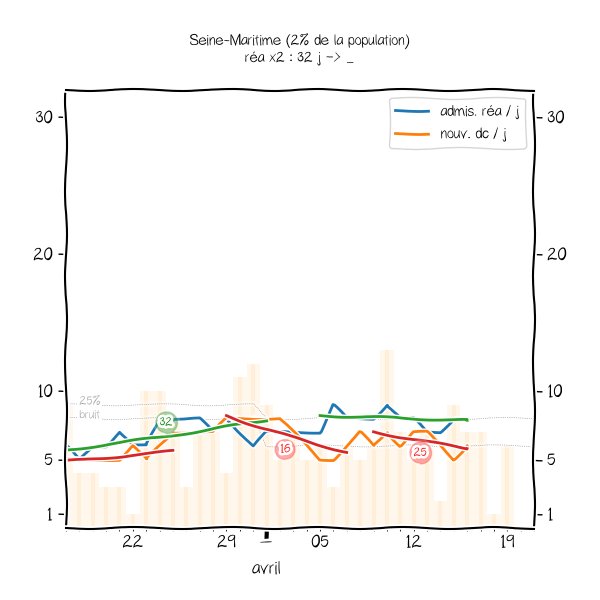 Seine-Maritime (2% de la population)
réa x2 : 32 j -> _
admis. réa / j
nouv. dc / j
30 30
20 20
10 10
25%
bruit
32
16
25
5 5
1 1
22 29 1 05 12 19
avril